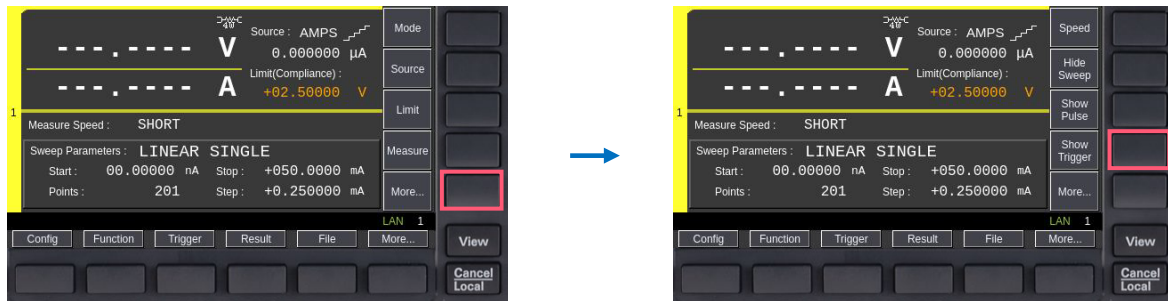 4W Source : AMPS Mode
---.---- V 0.000000 µA
Limit(Compliance) : Source
---.---- A +02.50000 V
1 Limit
Measure Speed : SHORT
Sweep Parameters : LINEAR SINGLE Measure
Start : 00.00000 nA Stop : +050.0000 mA
Points : 201 Step : +0.250000 mA More...
LAN 1
Config Function Trigger Result File More... View
Cancel
Local
4W Source : AMPS Speed
---.---- V 0.000000 µA
Limit(Compliance) : Hide
Sweep
---.---- A +02.50000 V
1 Show
Pulse
Measure Speed : SHORT
Sweep Parameters : LINEAR SINGLE Show
Trigger
Start : 00.00000 nA Stop : +050.0000 mA
Points : 201 Step : +0.250000 mA More...
LAN 1
Config Function Trigger Result File More... View
Cancel
Local